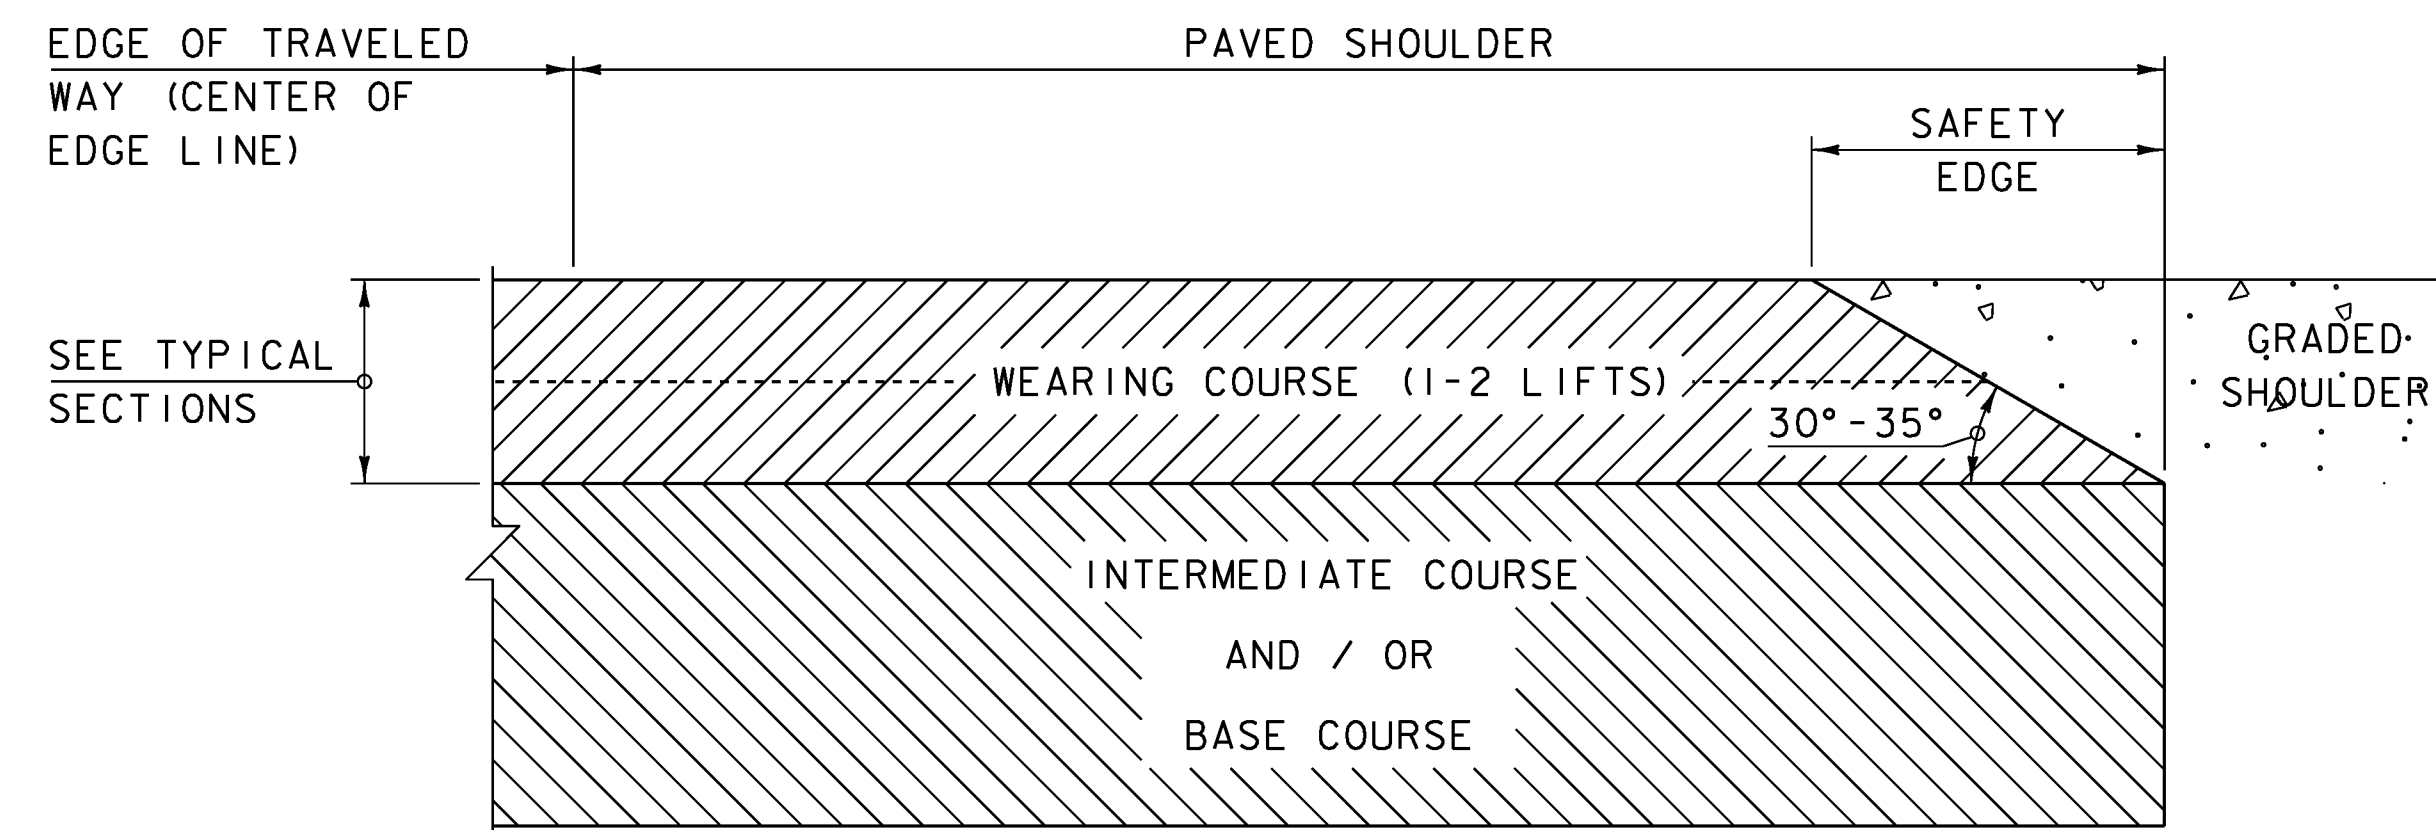 EDGE OF TRAVELED
WAY (CENTER OF
EDGE LINE)
PAVED SHOULDER
SAFETY
EDGE
SEE TYPICAL
SECTIONS
WEARING COURSE (1-2 LIFTS)
30°-35°
GRADED
SHOULDER
INTERMEDIATE COURSE
AND / OR
BASE COURSE